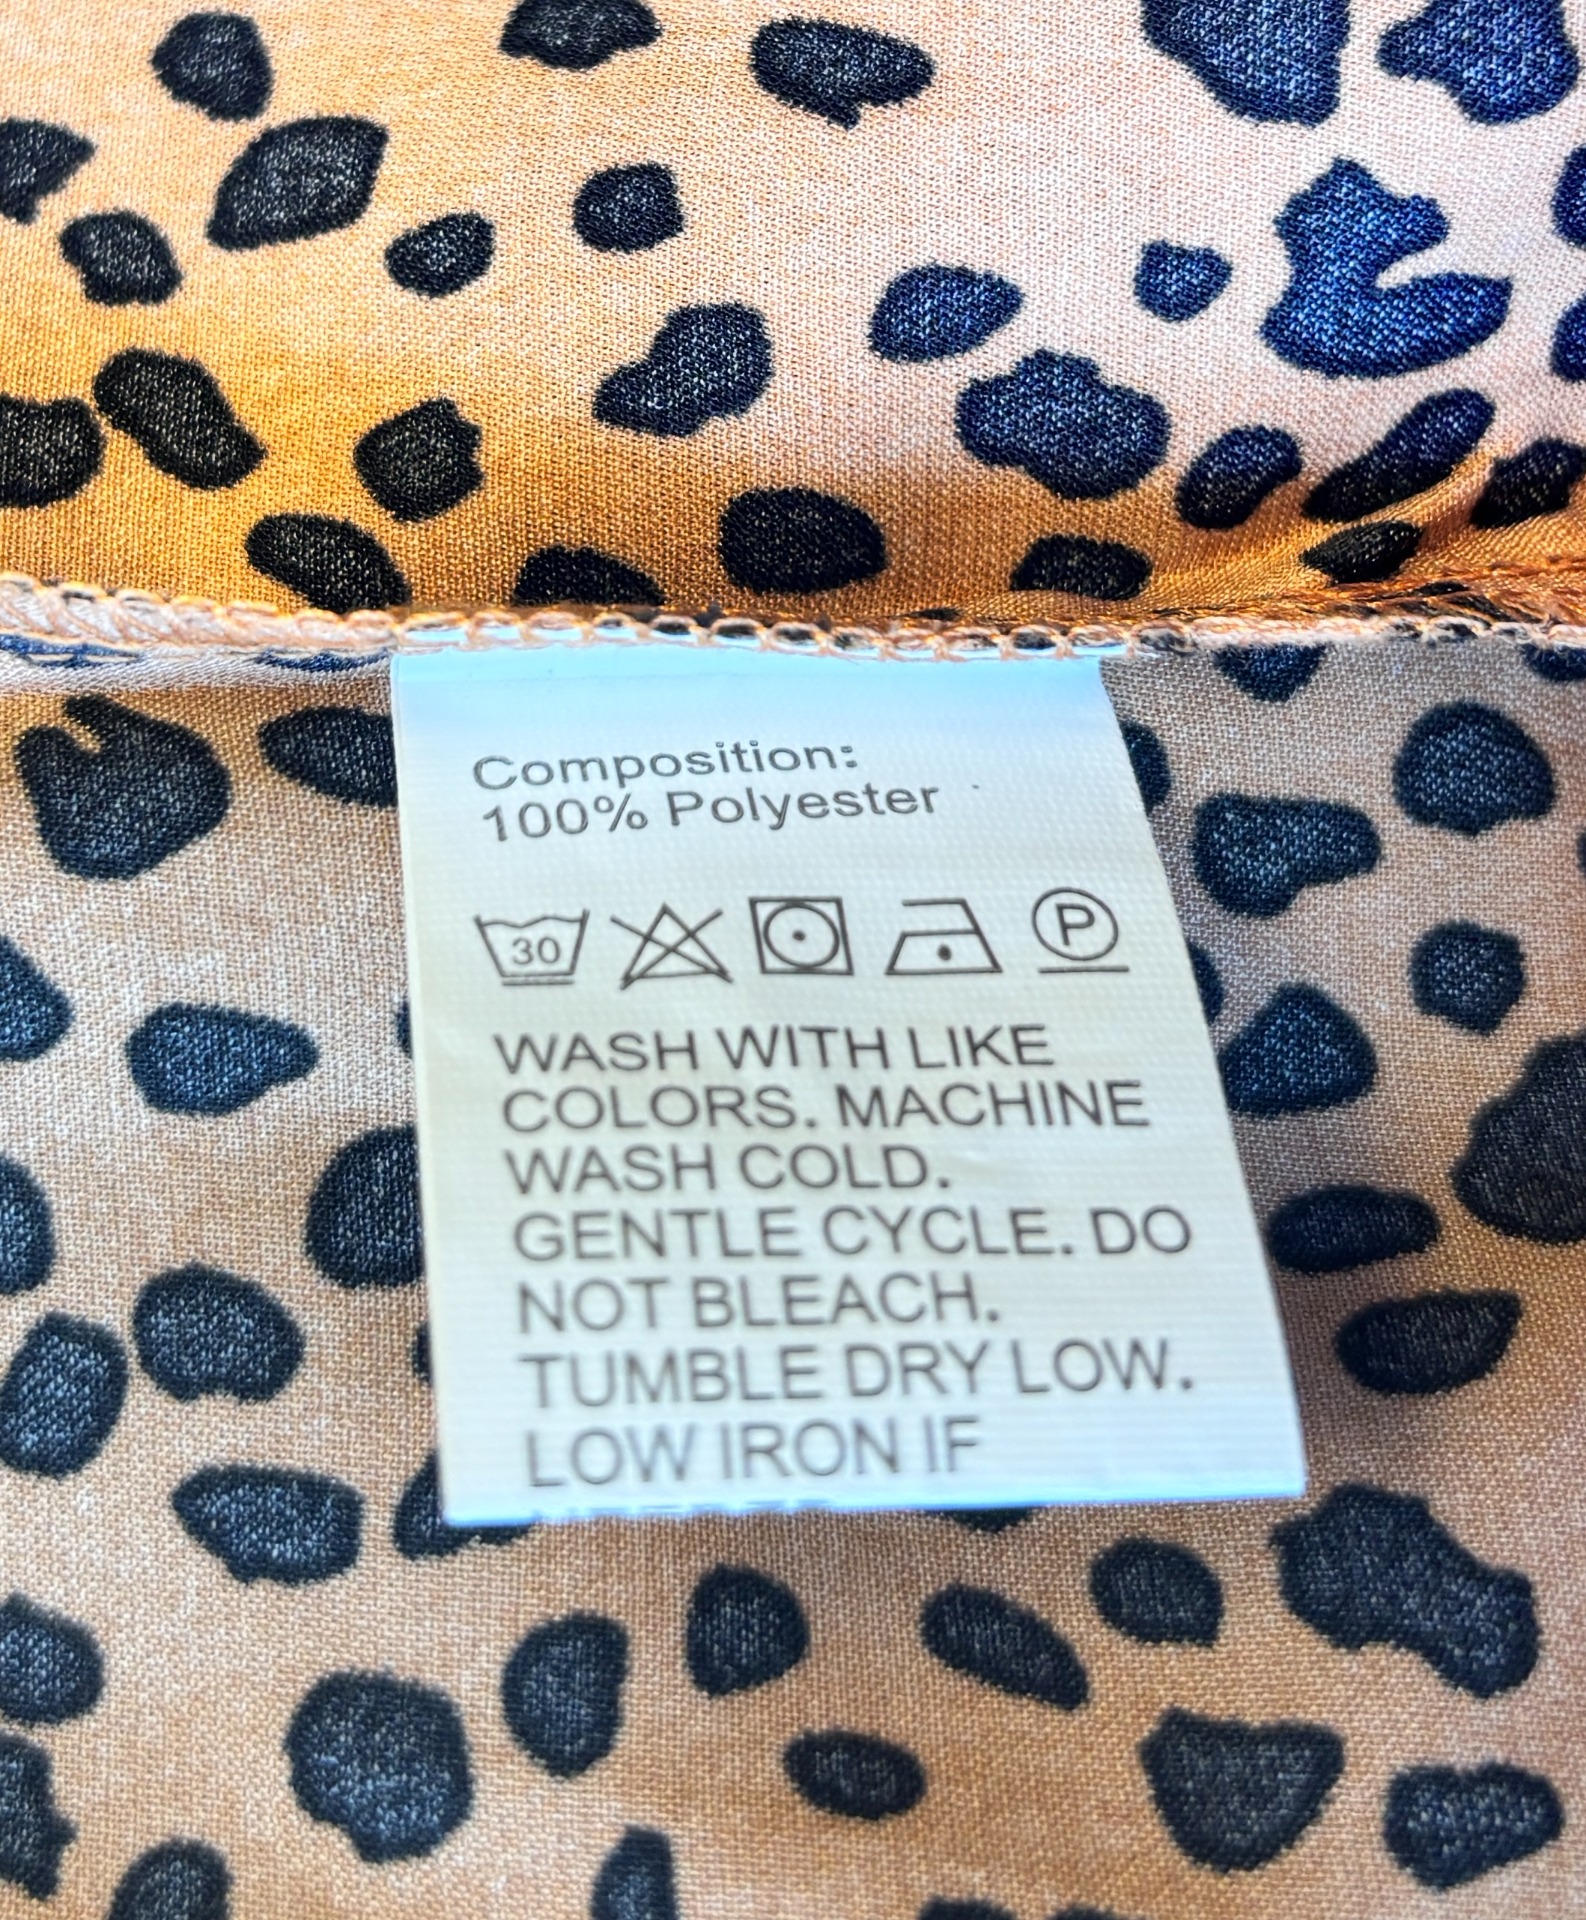 Composition:
100% Polyester
30
P
WASH WITH LIKE
COLORS. MACHINE
WASH COLD.
GENTLE CYCLE. DO
NOT BLEACH.
TUMBLE DRY LOW.
LOW IRON IF